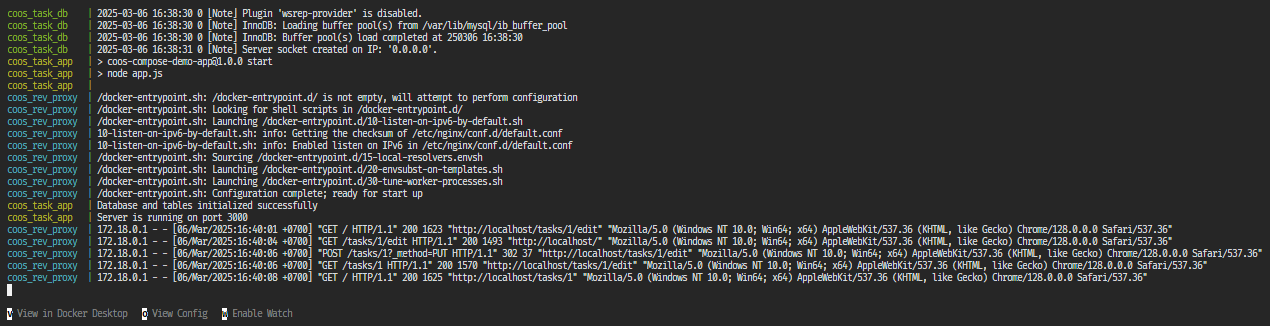 coos_task_db | 2025-03-06 16:38:30 0 [Note] Plugin 'wsrep-provider' is disabled.
coos_task_db | 2025-03-06 16:38:30 0 [Note] InnoDB: Loading buffer pool(s) from /var/lib/mysql/ib_buffer_pool
coos_task_db | 2025-03-06 16:38:30 0 [Note] InnoDB: Buffer pool(s) load completed at 250306 16:38:30
coos_task_db | 2025-03-06 16:38:31 0 [Note] Server socket created on IP: '0.0.0.0'.
coos_task_app | > coos-compose-demo-app@1.0.0 start
coos_task_app | > node app.js
coos_task_app |
coos_rev_proxy | /docker-entrypoint.sh: /docker-entrypoint.d/ is not empty, will attempt to perform configuration
coos_rev_proxy | /docker-entrypoint.sh: Looking for shell scripts in /docker-entrypoint.d/
coos_rev_proxy | /docker-entrypoint.sh: Launching /docker-entrypoint.d/10-listen-on-ipv6-by-default.sh
coos_rev_proxy | 10-listen-on-ipv6-by-default.sh: info: Getting the checksum of /etc/nginx/conf.d/default.conf
coos_rev_proxy | 10-listen-on-ipv6-by-default.sh: info: Enabled listen on IPv6 in /etc/nginx/conf.d/default.conf
coos_rev_proxy | /docker-entrypoint.sh: Sourcing /docker-entrypoint.d/15-local-resolvers.envsh
coos_rev_proxy | /docker-entrypoint.sh: Launching /docker-entrypoint.d/20-envsubst-on-templates.sh
coos_rev_proxy | /docker-entrypoint.sh: Launching /docker-entrypoint.d/30-tune-worker-processes.sh
coos_rev_proxy | /docker-entrypoint.sh: Configuration complete; ready for start up
coos_task_app | Database and tables initialized successfully
coos_task_app | Server is running on port 3000
coos_rev_proxy | 172.18.0.1 - - [06/Mar/2025:16:40:01 +0700] "GET / HTTP/1.1" 200 1623 "http://localhost/tasks/1/edit" "Mozilla/5.0 (Windows NT 10.0; Win64; x64) AppleWebKit/537.36 (KHTML, like Gecko) Chrome/128.0.0.0 Safari/537.36"
coos_rev_proxy | 172.18.0.1 - - [06/Mar/2025:16:40:04 +0700] "GET /tasks/1/edit HTTP/1.1" 200 1493 "http://localhost/" "Mozilla/5.0 (Windows NT 10.0; Win64; x64) AppleWebKit/537.36 (KHTML, like Gecko) Chrome/128.0.0.0 Safari/537.36"
coos_rev_proxy | 172.18.0.1 - - [06/Mar/2025:16:40:06 +0700] "POST /tasks/1?_method=PUT HTTP/1.1" 302 37 "http://localhost/tasks/1/edit" "Mozilla/5.0 (Windows NT 10.0; Win64; x64) AppleWebKit/537.36 (KHTML, like Gecko) Chrome/128.0.0.0 Safari/537.36"
coos_rev_proxy | 172.18.0.1 - - [06/Mar/2025:16:40:06 +0700] "GET /tasks/1 HTTP/1.1" 200 1570 "http://localhost/tasks/1/edit" "Mozilla/5.0 (Windows NT 10.0; Win64; x64) AppleWebKit/537.36 (KHTML, like Gecko) Chrome/128.0.0.0 Safari/537.36"
coos_rev_proxy | 172.18.0.1 - - [06/Mar/2025:16:40:08 +0700] "GET / HTTP/1.1" 200 1625 "http://localhost/tasks/1" "Mozilla/5.0 (Windows NT 10.0; Win64; x64) AppleWebKit/537.36 (KHTML, like Gecko) Chrome/128.0.0.0 Safari/537.36"
v View in Docker Desktop o View Config w Enable Watch